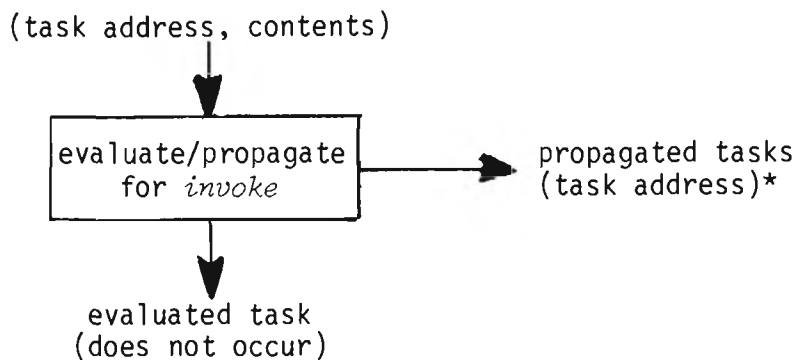 (task address, contents)
evaluate/propagate
for invoke
propagated tasks
(task address)*
evaluated task
(does not occur)